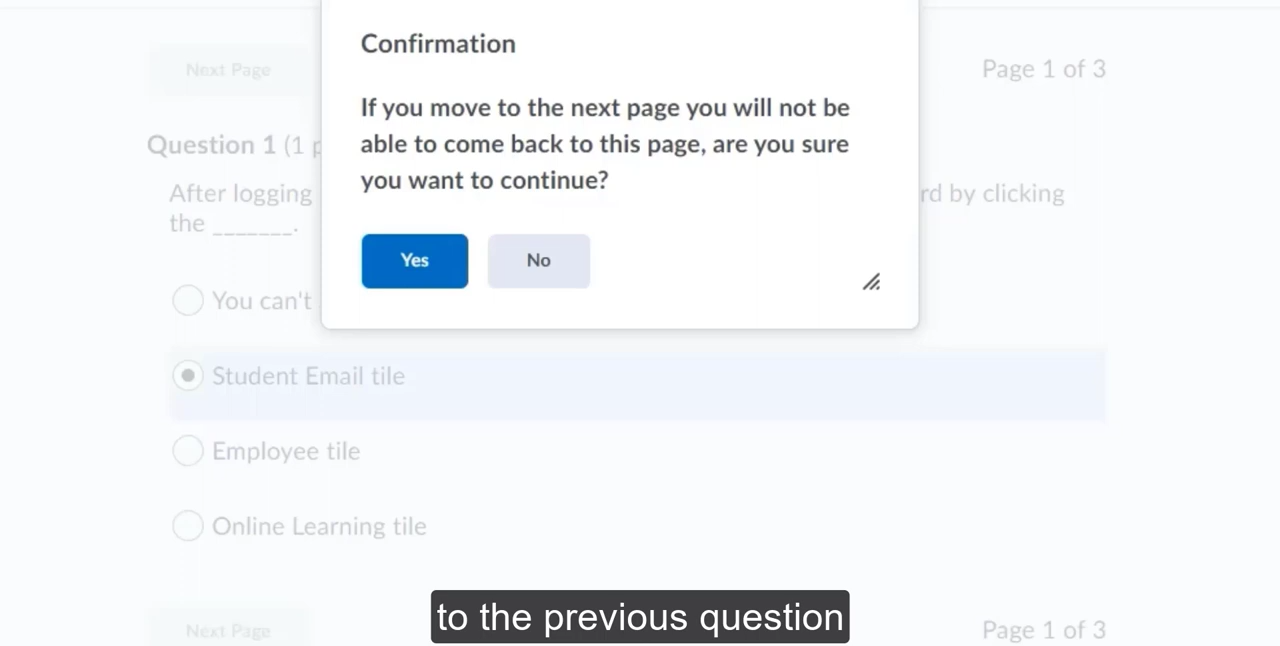 Confirmation
Next Page
Page 1 of 3
If you move to the next page you will not be
able to come back to this page, are you sure
you want to continue?
Question 1 (1 p
After logging
rd by clicking
the _______.
Yes
No
You can't
Student Email tile
Employee tile
Online Learning tile
to the previous question
Next Page
Page 1 of 3